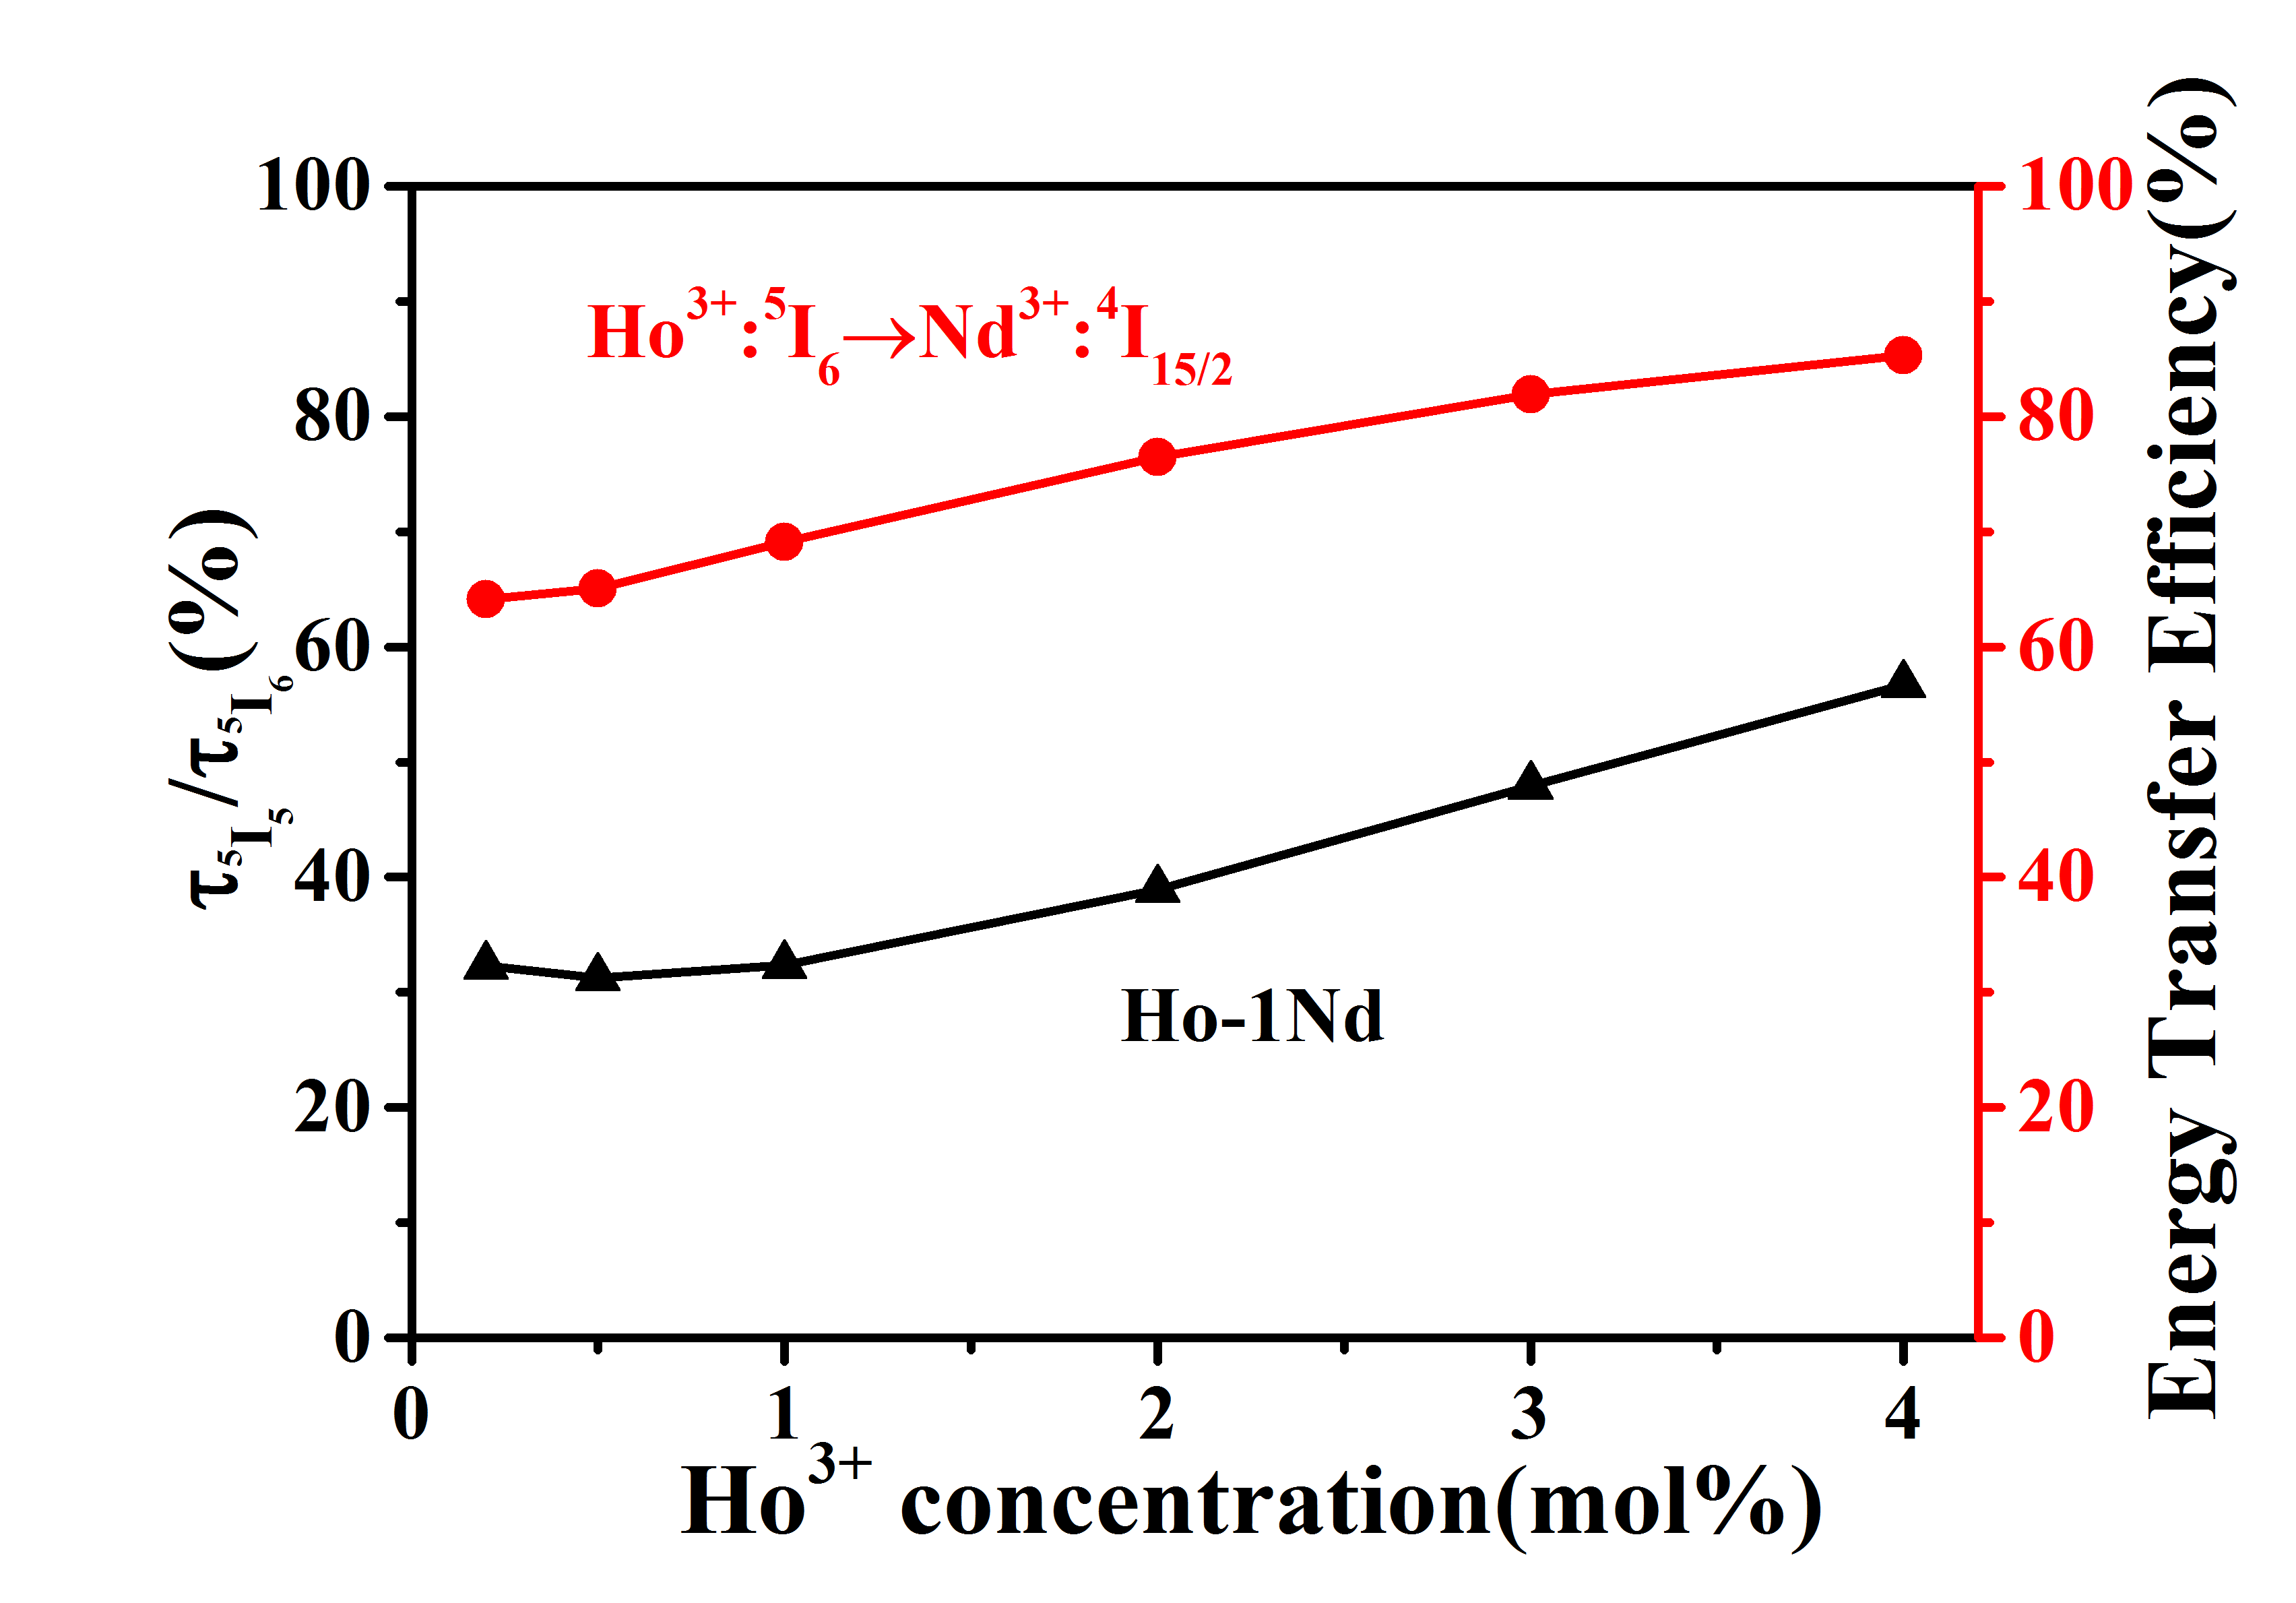 100
80
60
40
20
0
τ₅I₅/τ₅I₆(%)
Ho³⁺:⁵I₆→Nd³⁺:⁴I₁₅/₂
Ho-1Nd
100
80
60
40
20
0
Energy Transfer Efficiency(%)
0 1 2 3 4
Ho³⁺ concentration(mol%)